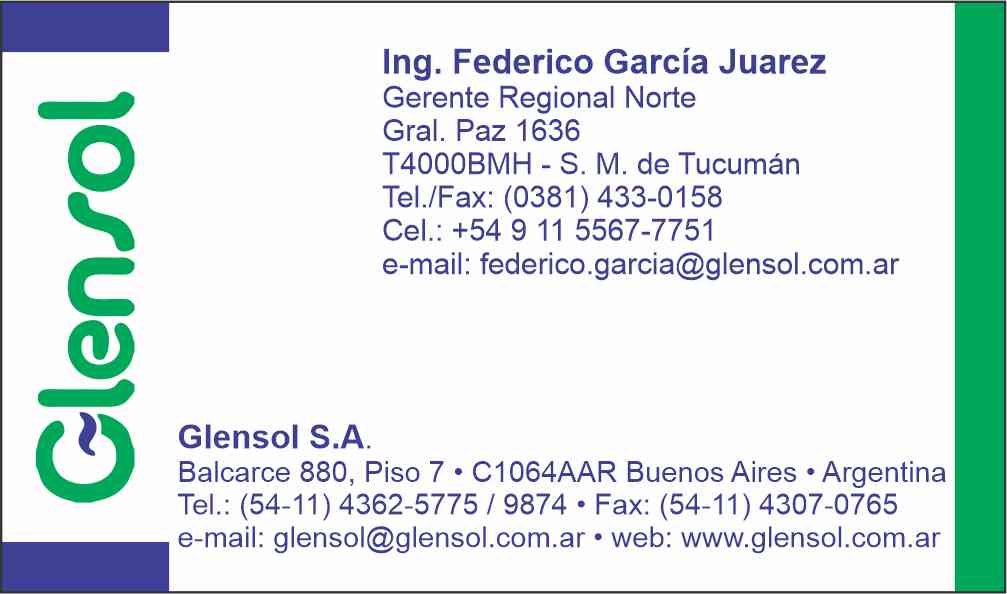 Glensol
Ing. Federico García Juarez
Gerente Regional Norte
Gral. Paz 1636
T4000BMH - S. M. de Tucumán
Tel./Fax: (0381) 433-0158
Cel.: +54 9 11 5567-7751
e-mail: federico.garcia@glensol.com.ar
Glensol S.A.
Balcarce 880, Piso 7 • C1064AAR Buenos Aires • Argentina
Tel.: (54-11) 4362-5775 / 9874 • Fax: (54-11) 4307-0765
e-mail: glensol@glensol.com.ar • web: www.glensol.com.ar